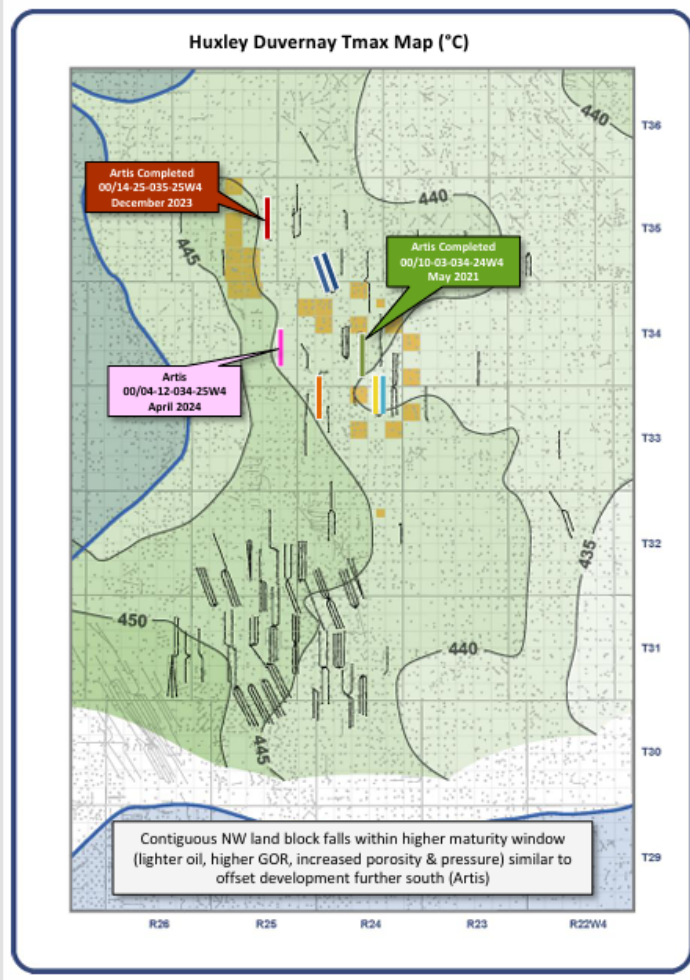 Huxley Duvernay Tmax Map (°C)
440
T36
Artis Completed
00/14-25-035-25W4
December 2023
440
T35
445
Artis Completed
00/10-03-034-24W4
May 2021
T34
Artis
00/04-12-034-25W4
April 2024
T33
435
T32
450
440
T31
445
T30
Contiguous NW land block falls within higher maturity window
(lighter oil, higher GOR, increased porosity & pressure) similar to
offset development further south (Artis)
T29
R26
R25
R24
R23
R22W4